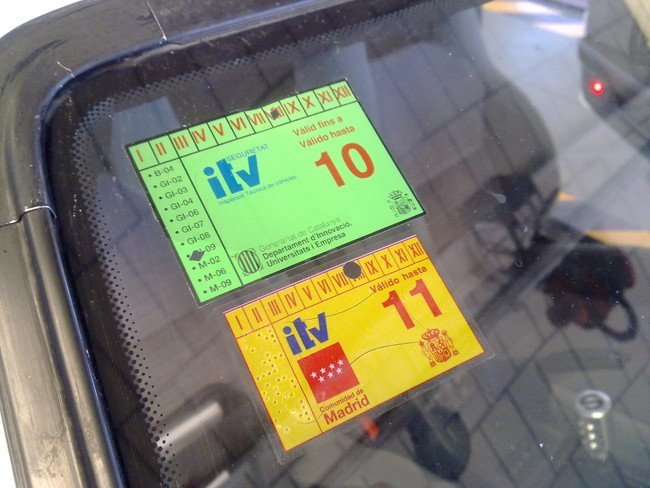 I II III IV V VI VII IX X XI XII
SEGURETAT
itv
Inspecció Tècnica de Vehicles
Vàlid fins a
Válido hasta
10
• B-04
• GI-02
• GI-03
• GI-04
• GI-06
• GI-07
• GI-08
-09
• M-02
• M-06
• M-09
Generalitat de Catalunya
Departament d'Innovació,
Universitats i Empresa
I II III IV V VI VII IX X XI XII
Válido hasta
itv
11
Comunidad de
Madrid